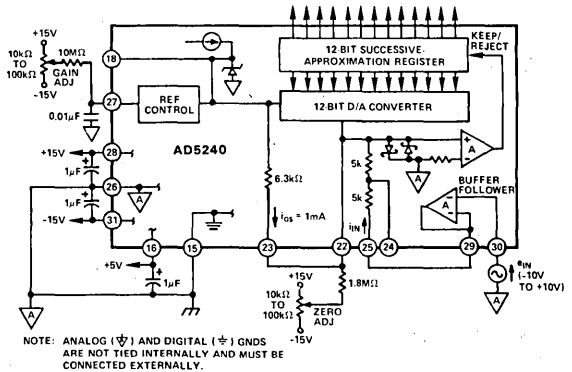 +15V
10kΩ
TO
100kΩ
-15V
10MΩ
GAIN
ADJ
0.01μF
18
27
REF
CONTROL
12-BIT SUCCESSIVE-
APPROXIMATION REGISTER
KEEP/
REJECT
12-BIT D/A CONVERTER
AD5240
+15V
1μF
1μF
-15V
28
26
31
A
6.3kΩ
iOS = 1mA
5k
5k
iIN
A
+
−
A
BUFFER
FOLLOWER
A
16
15
23
22
25
24
29
30
+5V
1μF
A
+15V
10kΩ
TO
100kΩ
-15V
1.8MΩ
ZERO
ADJ
eIN
(-10V
TO +10V)
A
NOTE: ANALOG (A) AND DIGITAL (⏚) GNDS
ARE NOT TIED INTERNALLY AND MUST BE
CONNECTED EXTERNALLY.